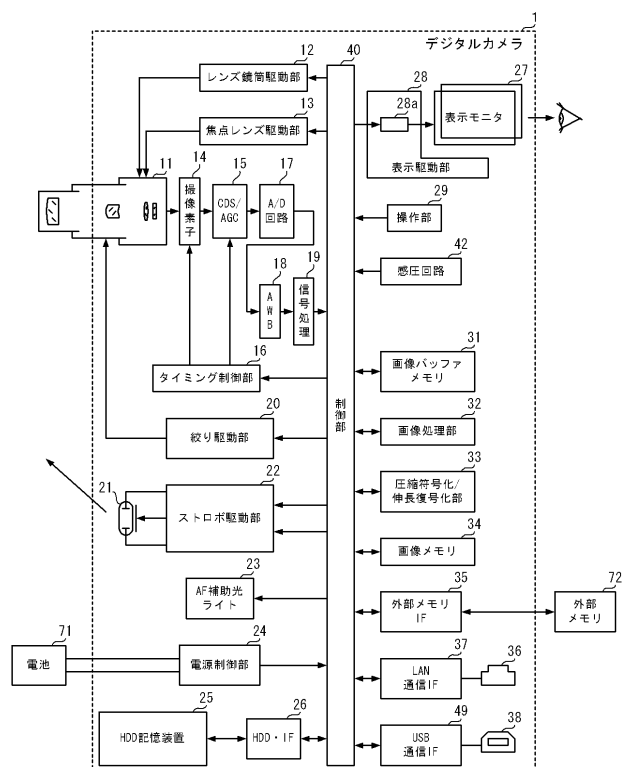 1
デジタルカメラ
12
レンズ鏡筒駆動部
13
焦点レンズ駆動部
11
14
撮像素子
15
CDS/
AGC
17
A/D
回路
18
AWB
19
信号処理
16
タイミング制御部
20
絞り駆動部
21
22
ストロボ駆動部
23
AF補助光
ライト
71
電池
24
電源制御部
25
HDD記憶装置
26
HDD・IF
40
制御部
28
28a
27
表示モニタ
表示駆動部
29
操作部
42
感圧回路
31
画像バッファ
メモリ
32
画像処理部
33
圧縮符号化/
伸長復号化部
34
画像メモリ
35
外部メモリ
IF
72
外部
メモリ
37
LAN
通信IF
36
49
USB
通信IF
38